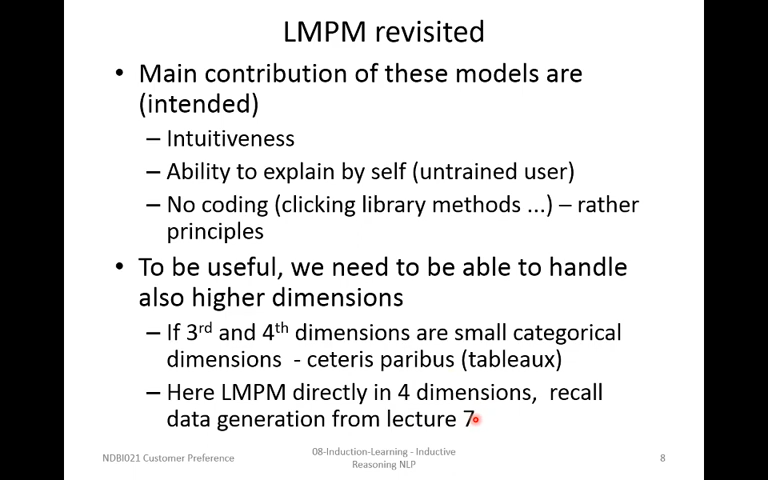 LMPM revisited
• Main contribution of these models are
(intended)
– Intuitiveness
– Ability to explain by self (untrained user)
– No coding (clicking library methods ...) – rather
principles
• To be useful, we need to be able to handle
also higher dimensions
– If 3rd and 4th dimensions are small categorical
dimensions - ceteris paribus (tableaux)
– Here LMPM directly in 4 dimensions, recall
data generation from lecture 7
NDBI021 Customer Preference
08-Induction-Learning - Inductive
Reasoning NLP
8